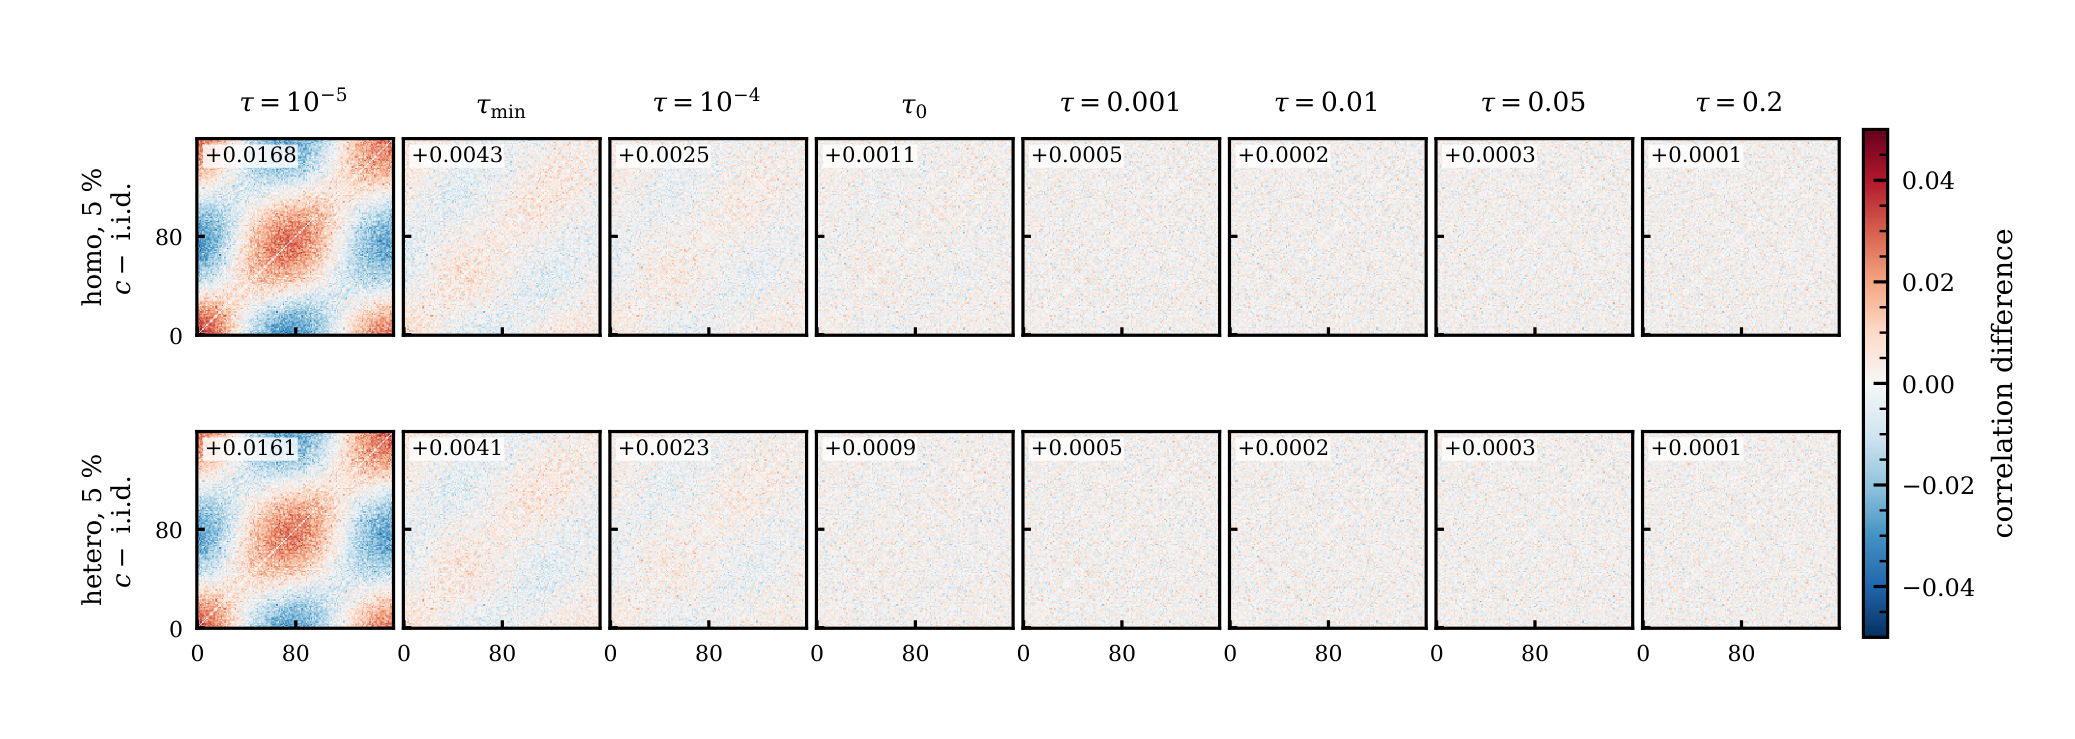 τ = 10⁻⁵ τ_min τ = 10⁻⁴ τ₀ τ = 0.001 τ = 0.01 τ = 0.05 τ = 0.2
homo, 5 %
c − i.i.d.
+0.0168 +0.0043 +0.0025 +0.0011 +0.0005 +0.0002 +0.0003 +0.0001
80
0
hetero, 5 %
c − i.i.d.
+0.0161 +0.0041 +0.0023 +0.0009 +0.0005 +0.0002 +0.0003 +0.0001
80
0
0 80 0 80 0 80 0 80 0 80 0 80 0 80 0 80
0.04
0.02
0.00
−0.02
−0.04
correlation difference